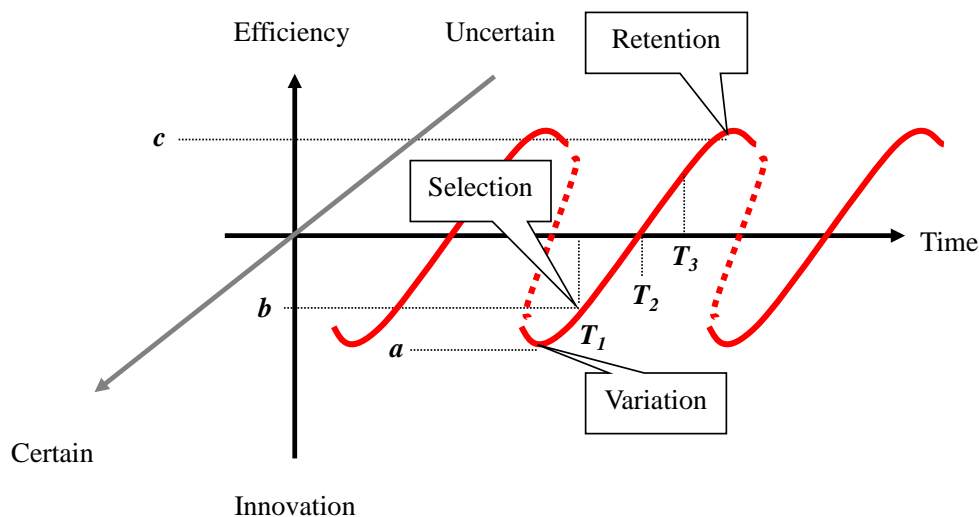 Efficiency
Uncertain
Retention
c
Selection
Time
T3
b
T2
T1
a
Variation
Certain
Innovation